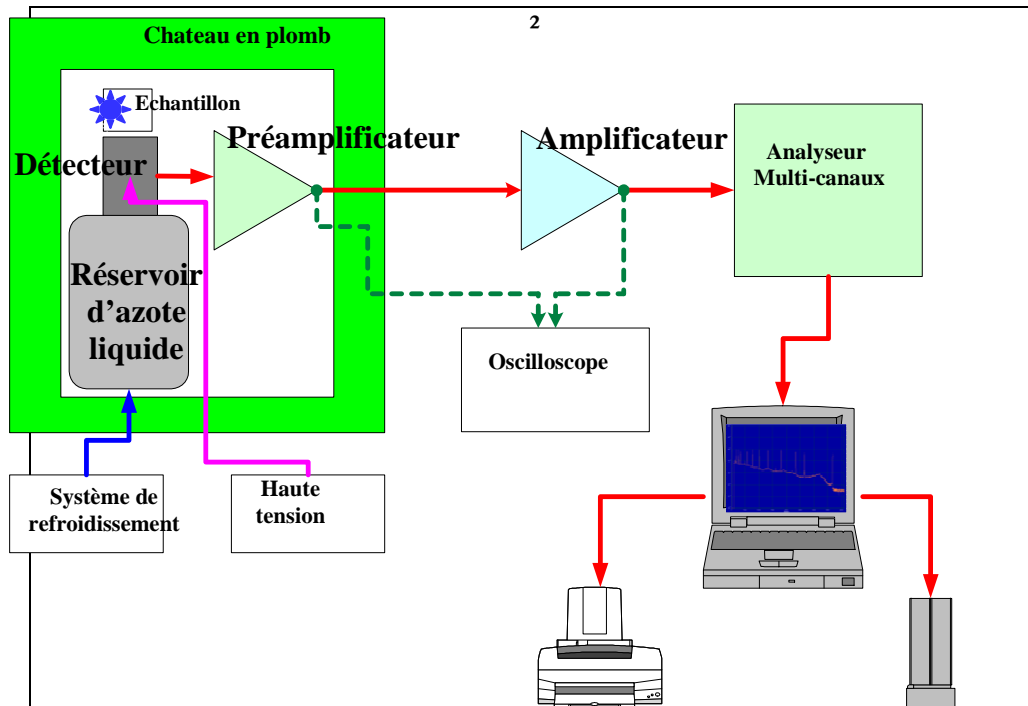 2
Chateau en plomb
Echantillon
Préamplificateur
Amplificateur
Analyseur
Multi-canaux
Détecteur
Réservoir
d'azote
liquide
Oscilloscope
Système de
refroidissement
Haute
tension